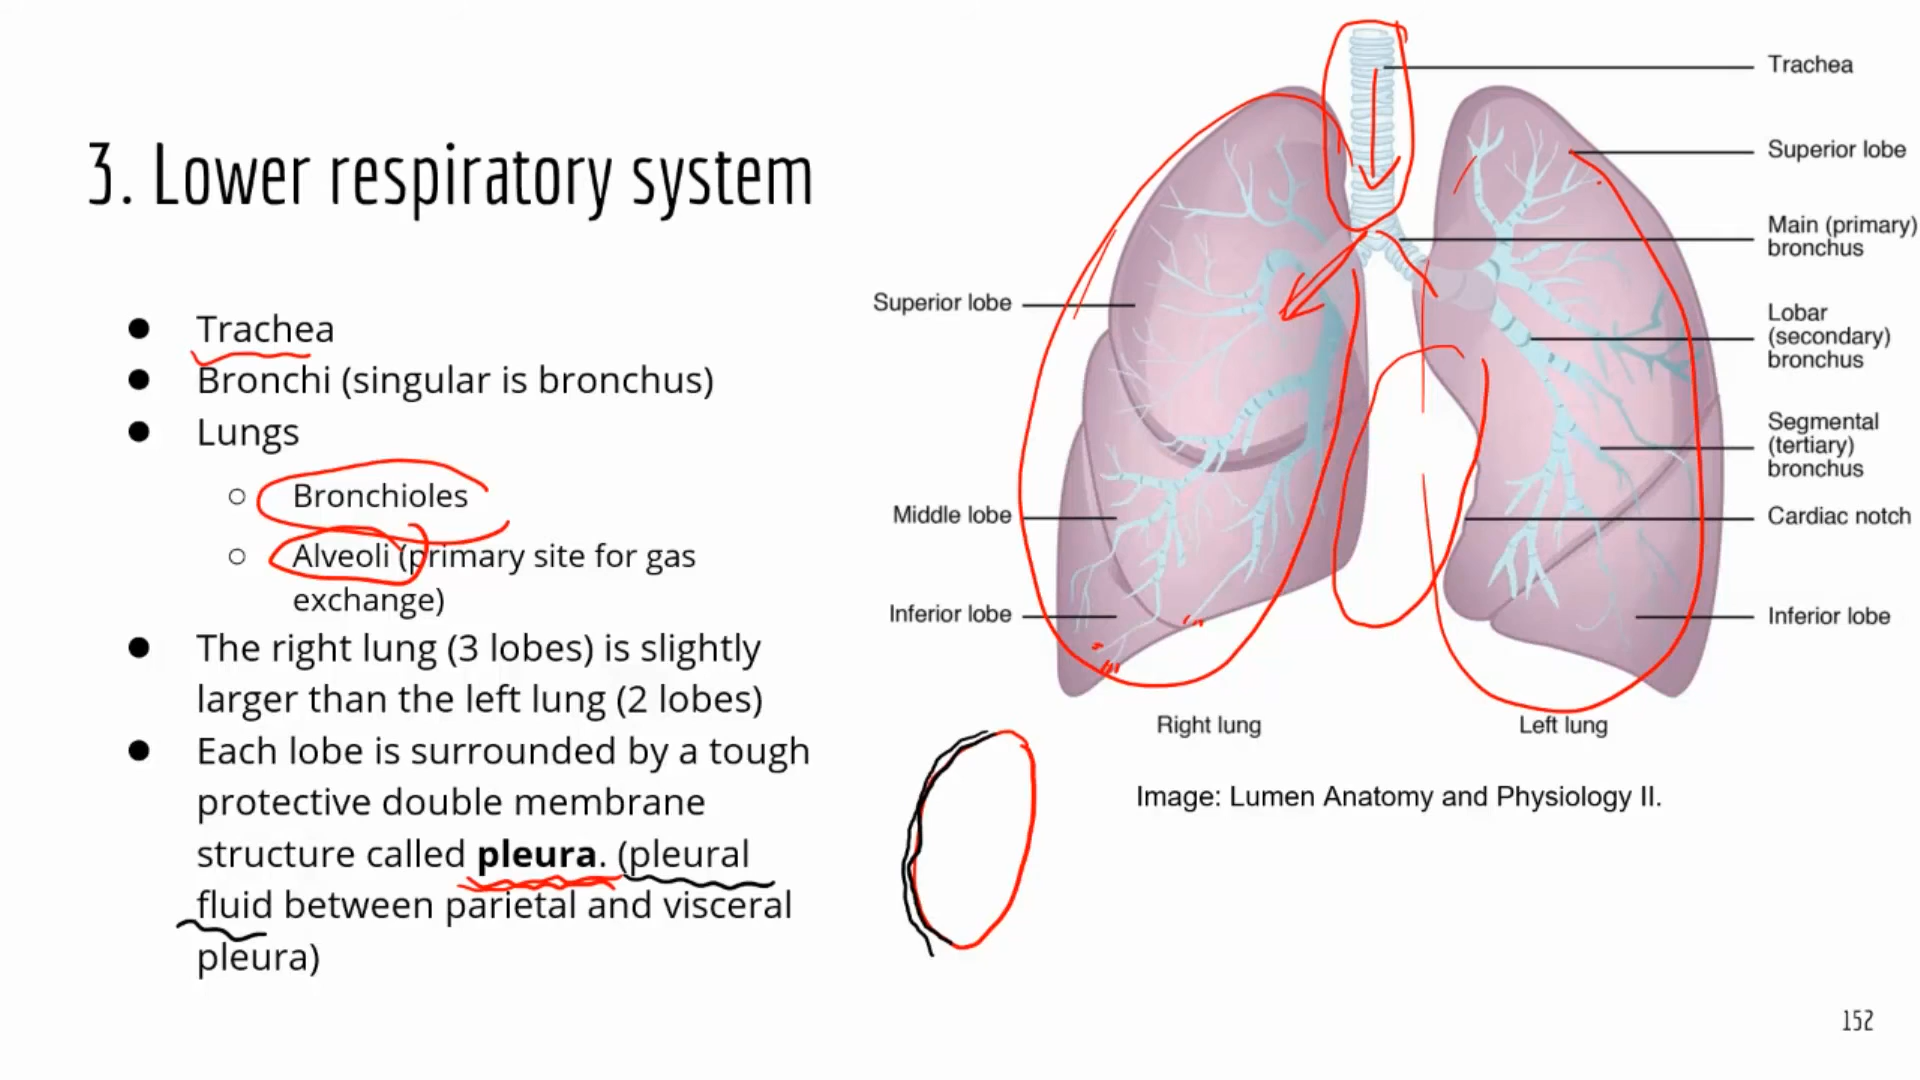 3. Lower respiratory system
● Trachea
● Bronchi (singular is bronchus)
● Lungs
○ Bronchioles
○ Alveoli (primary site for gas
exchange)
● The right lung (3 lobes) is slightly
larger than the left lung (2 lobes)
● Each lobe is surrounded by a tough
protective double membrane
structure called pleura. (pleural
fluid between parietal and visceral
pleura)
Superior lobe
Middle lobe
Inferior lobe
Trachea
Superior lobe
Main (primary)
bronchus
Lobar
(secondary)
bronchus
Segmental
(tertiary)
bronchus
Cardiac notch
Inferior lobe
Right lung
Left lung
Image: Lumen Anatomy and Physiology II.
152